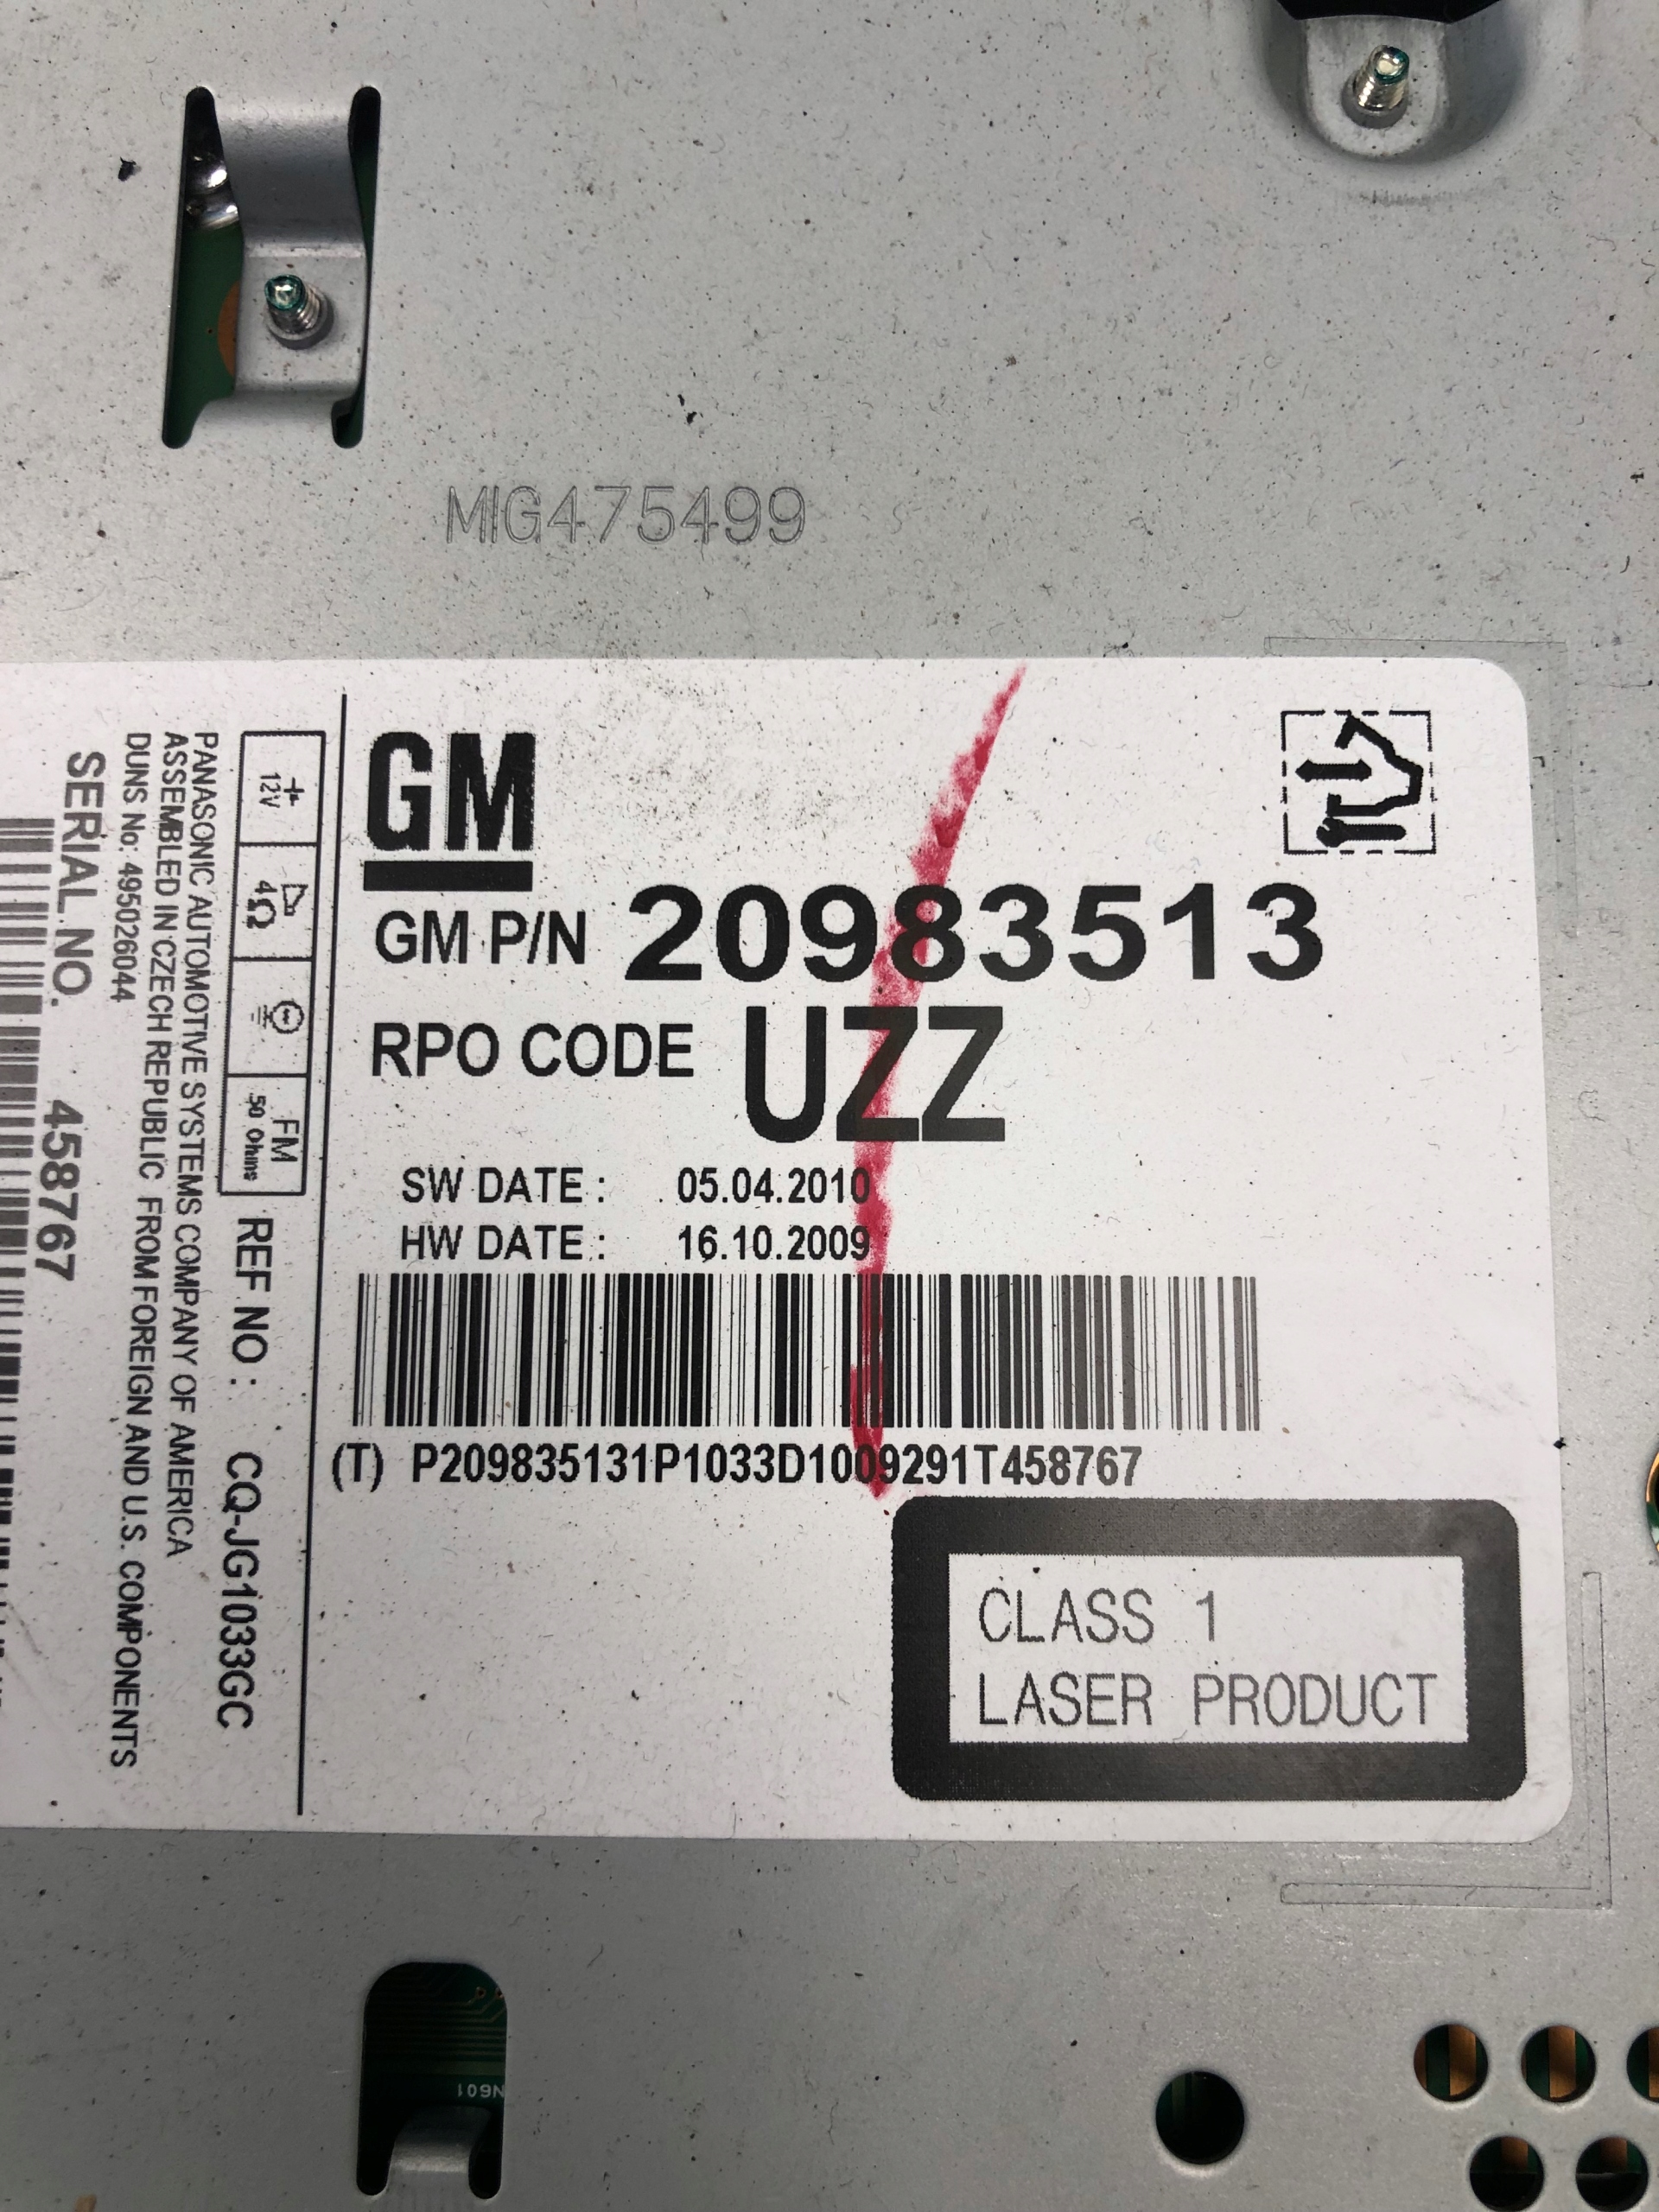 MIG475499
GM
GM P/N 20983513
RPO CODE UZZ
SW DATE : 05.04.2010
HW DATE : 16.10.2009
(T) P209835131P1033D1009291T458767
CLASS 1
LASER PRODUCT
+ 12V
4Ω
FM
50 Ohms
REF NO : CQ-JG1033GC
PANASONIC AUTOMOTIVE SYSTEMS COMPANY OF AMERICA
ASSEMBLED IN CZECH REPUBLIC FROM FOREIGN AND U.S. COMPONENTS
DUNS No: 495026044
SERIAL NO. 458767
N601